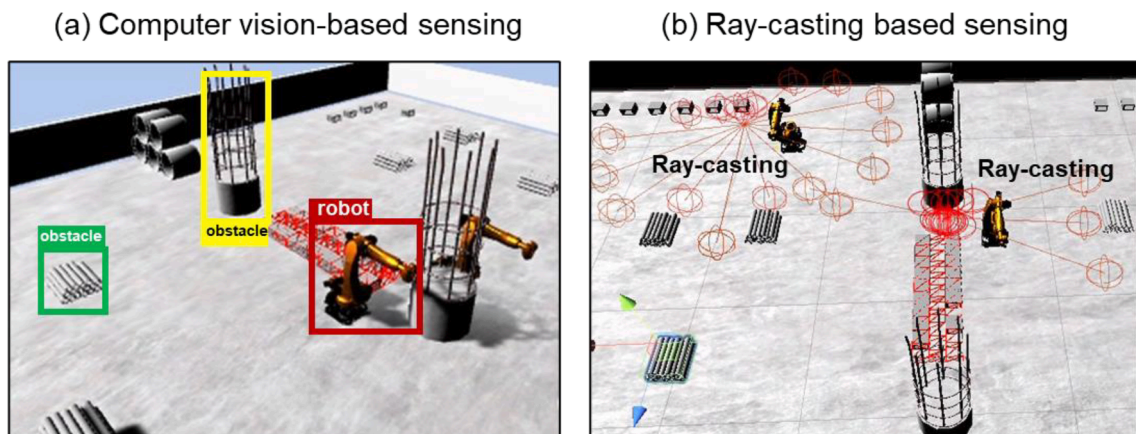 (a) Computer vision-based sensing
(b) Ray-casting based sensing
obstacle
robot
obstacle
Ray-casting
Ray-casting